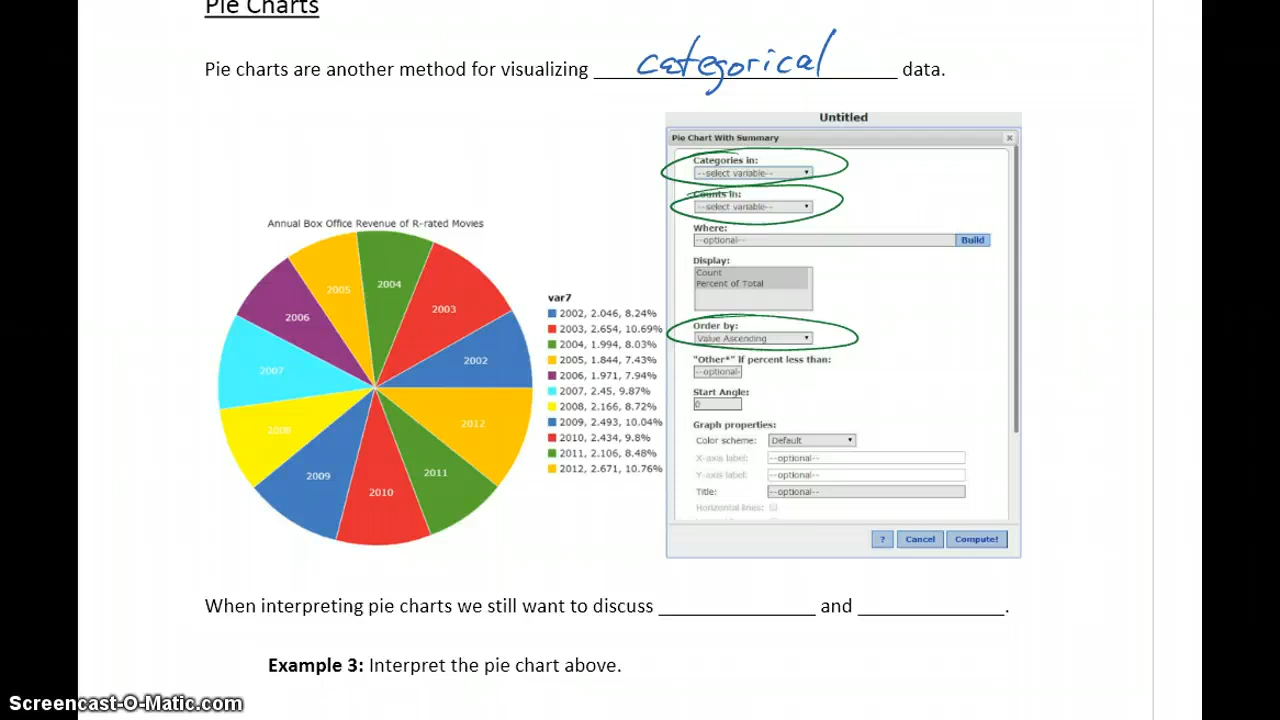 Pie Charts
Pie charts are another method for visualizing categorical data.
Annual Box Office Revenue of R-rated Movies
2004
2005
2003
2006
2002
2007
2008
2012
2009
2011
2010
var7
2002, 2.046, 8.24%
2003, 2.654, 10.69%
2004, 1.994, 8.03%
2005, 1.844, 7.43%
2006, 1.971, 7.94%
2007, 2.45, 9.87%
2008, 2.166, 8.72%
2009, 2.493, 10.04%
2010, 2.434, 9.8%
2011, 2.106, 8.48%
2012, 2.671, 10.76%
Untitled
Pie Chart With Summary
Categories in:
--select variable--
Counts in:
--select variable--
Where:
--optional-- Build
Display:
Count
Percent of Total
Order by:
Value Ascending
"Other*" if percent less than:
--optional-
Start Angle:
0
Graph properties:
Color scheme: Default
X-axis label: --optional--
Y-axis label: --optional--
Title: --optional--
Horizontal lines:
? Cancel Compute!
When interpreting pie charts we still want to discuss ______________ and _____________.
Example 3: Interpret the pie chart above.
Screencast-O-Matic.com